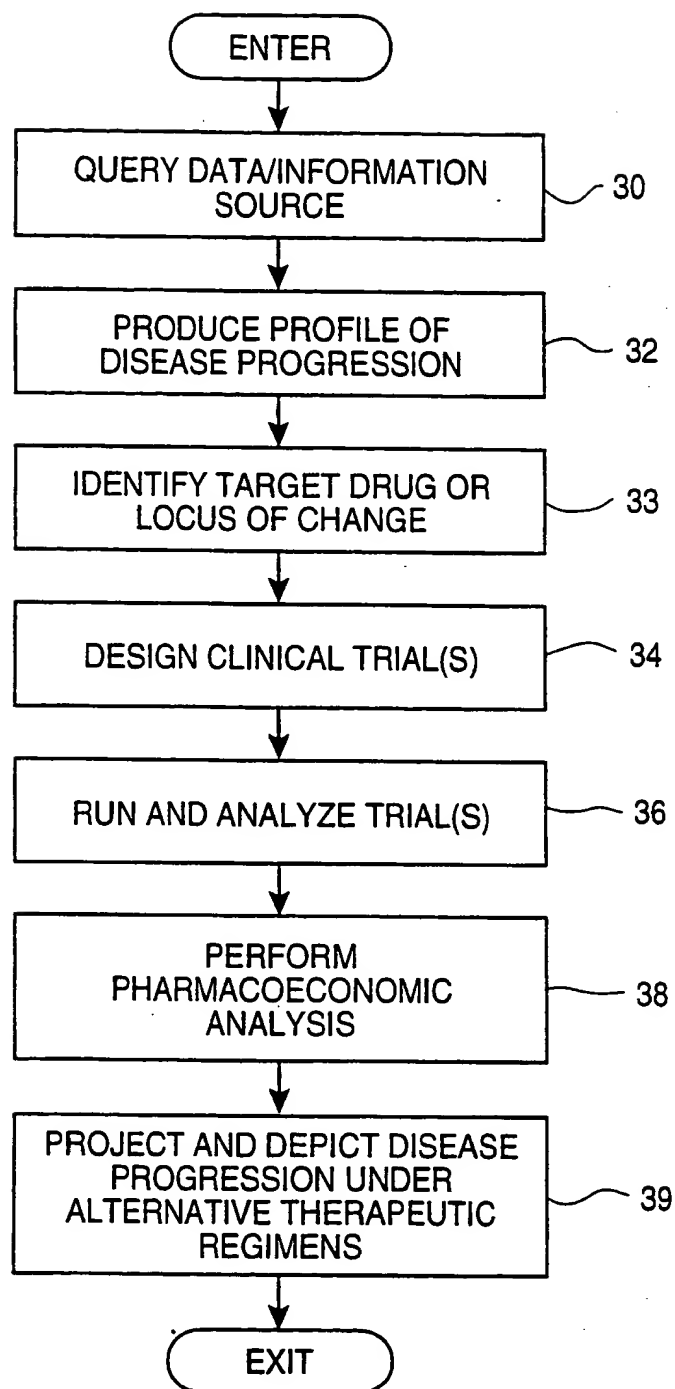 ENTER
QUERY DATA/INFORMATION
SOURCE
30
PRODUCE PROFILE OF
DISEASE PROGRESSION
32
IDENTIFY TARGET DRUG OR
LOCUS OF CHANGE
33
DESIGN CLINICAL TRIAL(S)
34
RUN AND ANALYZE TRIAL(S)
36
PERFORM
PHARMACOECONOMIC
ANALYSIS
38
PROJECT AND DEPICT DISEASE
PROGRESSION UNDER
ALTERNATIVE THERAPEUTIC
REGIMENS
39
EXIT